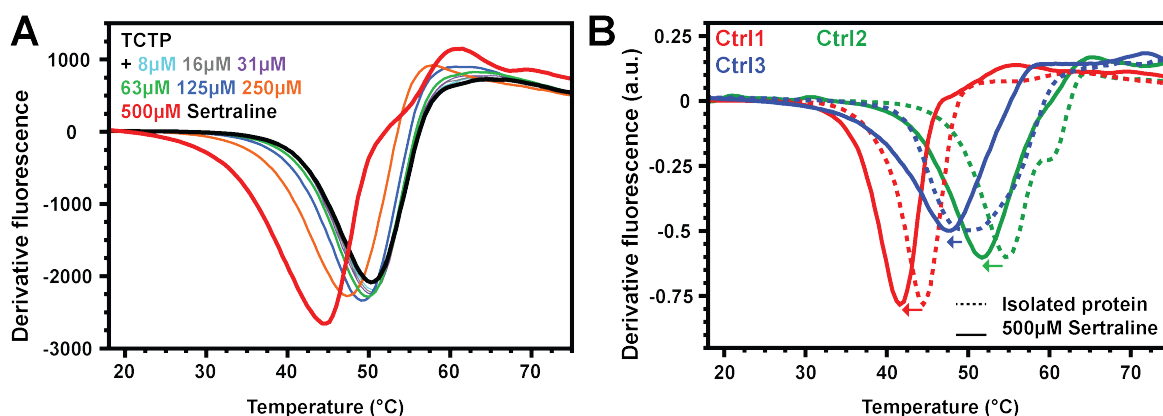 A
TCTP
+ 8µM 16µM 31µM
63µM 125µM 250µM
500µM Sertraline
Derivative fluorescence
1000
0
-1000
-2000
-3000
20 30 40 50 60 70
Temperature (°C)
B
Ctrl1 Ctrl2
Ctrl3
Derivative fluorescence (a.u.)
0.25
0
-0.25
-0.5
-0.75
Isolated protein
500µM Sertraline
20 30 40 50 60 70
Temperature (°C)